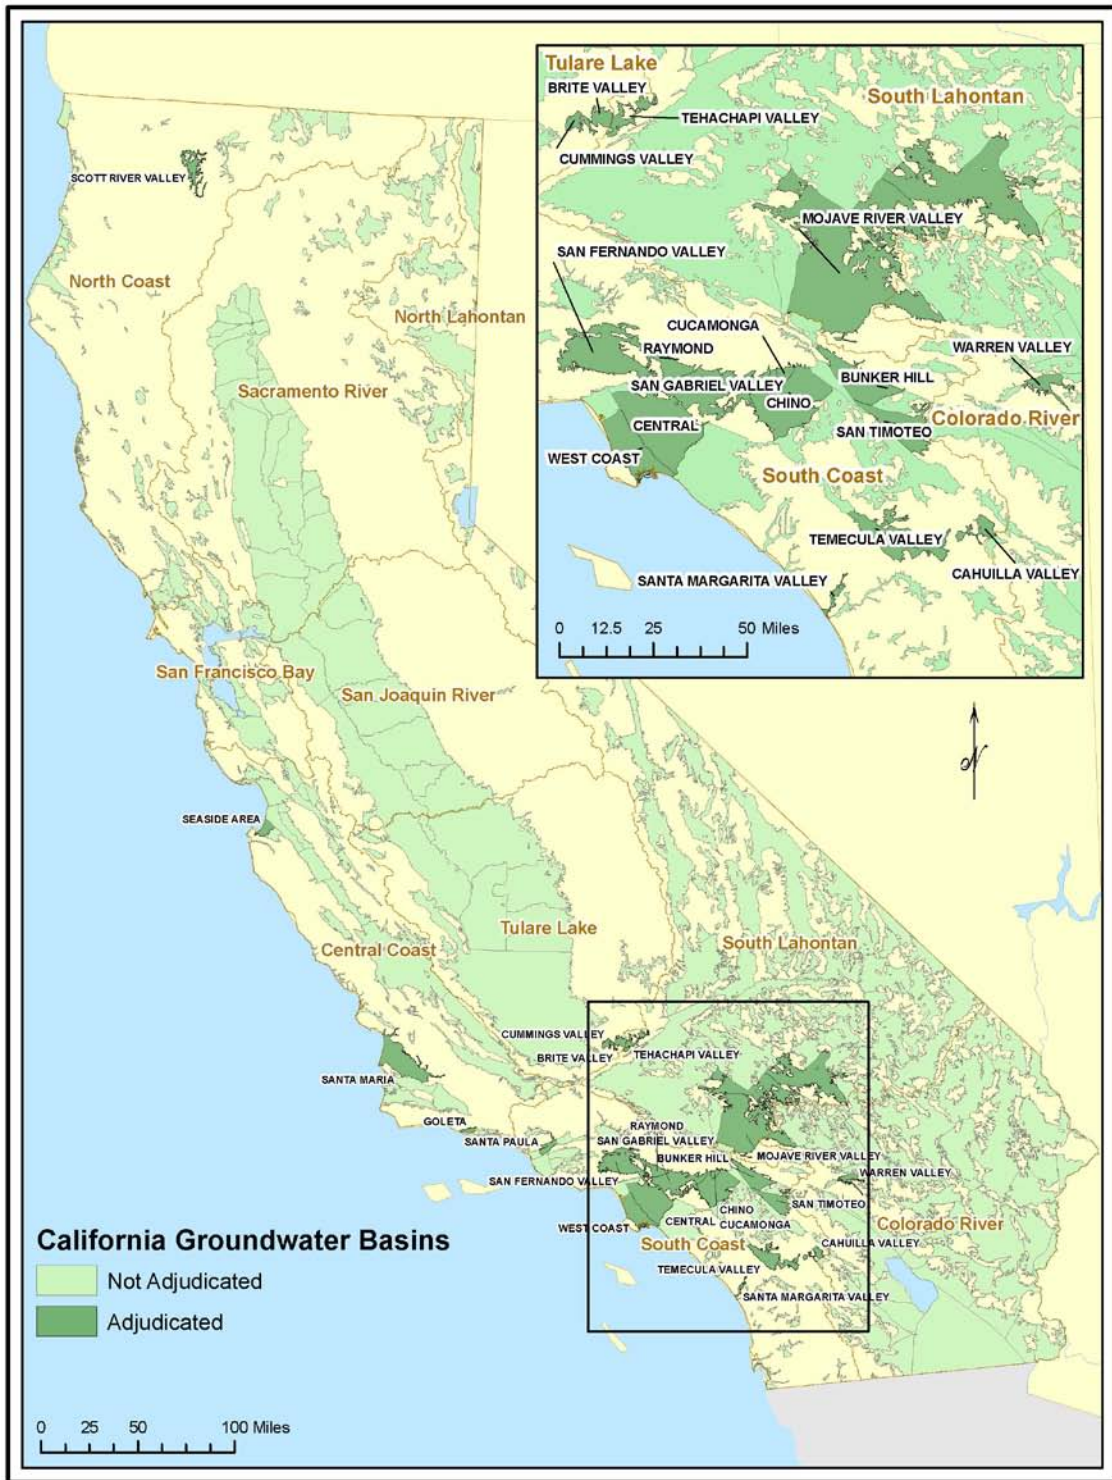 Tulare Lake
BRITE VALLEY
South Lahontan
TEHACHAPI VALLEY
CUMMINGS VALLEY
MOJAVE RIVER VALLEY
SAN FERNANDO VALLEY
CUCAMONGA
RAYMOND
WARREN VALLEY
SAN GABRIEL VALLEY
BUNKER HILL
CHINO
CENTRAL
Colorado River
SAN TIMOTEO
WEST COAST
South Coast
TEMECULA VALLEY
CAHUILLA VALLEY
SANTA MARGARITA VALLEY
0 12.5 25 50 Miles
SCOTT RIVER VALLEY
North Coast
North Lahontan
Sacramento River
San Francisco Bay
San Joaquin River
N
SEASIDE AREA
Tulare Lake
South Lahontan
Central Coast
CUMMINGS VALLEY
BRITE VALLEY
TEHACHAPI VALLEY
SANTA MARIA
GOLETA
RAYMOND
SANTA PAULA
SAN GABRIEL VALLEY
BUNKER HILL
MOJAVE RIVER VALLEY
WARREN VALLEY
SAN FERNANDO VALLEY
SAN TIMOTEO
CHINO
WEST COAST
CENTRAL
CUCAMONGA
Colorado River
South Coast
CAHUILLA VALLEY
TEMECULA VALLEY
SANTA MARGARITA VALLEY
California Groundwater Basins
Not Adjudicated
Adjudicated
0 25 50 100 Miles